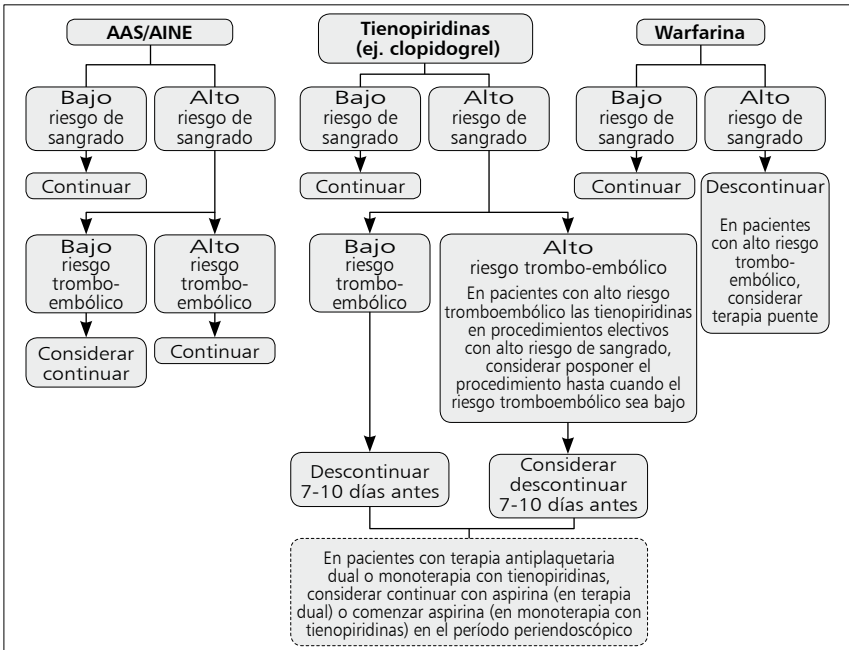 AAS/AINE
Bajo
riesgo de
sangrado
Alto
riesgo de
sangrado
Continuar
Bajo
riesgo
trombo-
embólico
Alto
riesgo
trombo-
embólico
Considerar
continuar
Continuar
Tienopiridinas
(ej. clopidogrel)
Bajo
riesgo de
sangrado
Alto
riesgo de
sangrado
Continuar
Bajo
riesgo
trombo-
embólico
Alto
riesgo trombo-embólico
En pacientes con alto riesgo
tromboembólico las tienopiridinas
en procedimientos electivos
con alto riesgo de sangrado,
considerar posponer el
procedimiento hasta cuando el
riesgo tromboembólico sea bajo
Descontinuar
7-10 días antes
Considerar
descontinuar
7-10 días antes
En pacientes con terapia antiplaquetaria
dual o monoterapia con tienopiridinas,
considerar continuar con aspirina (en terapia
dual) o comenzar aspirina (en monoterapia con
tienopiridinas) en el período periendoscópico
Warfarina
Bajo
riesgo de
sangrado
Alto
riesgo de
sangrado
Continuar
Descontinuar
En pacientes
con alto riesgo
trombo-
embólico,
considerar
terapia puente